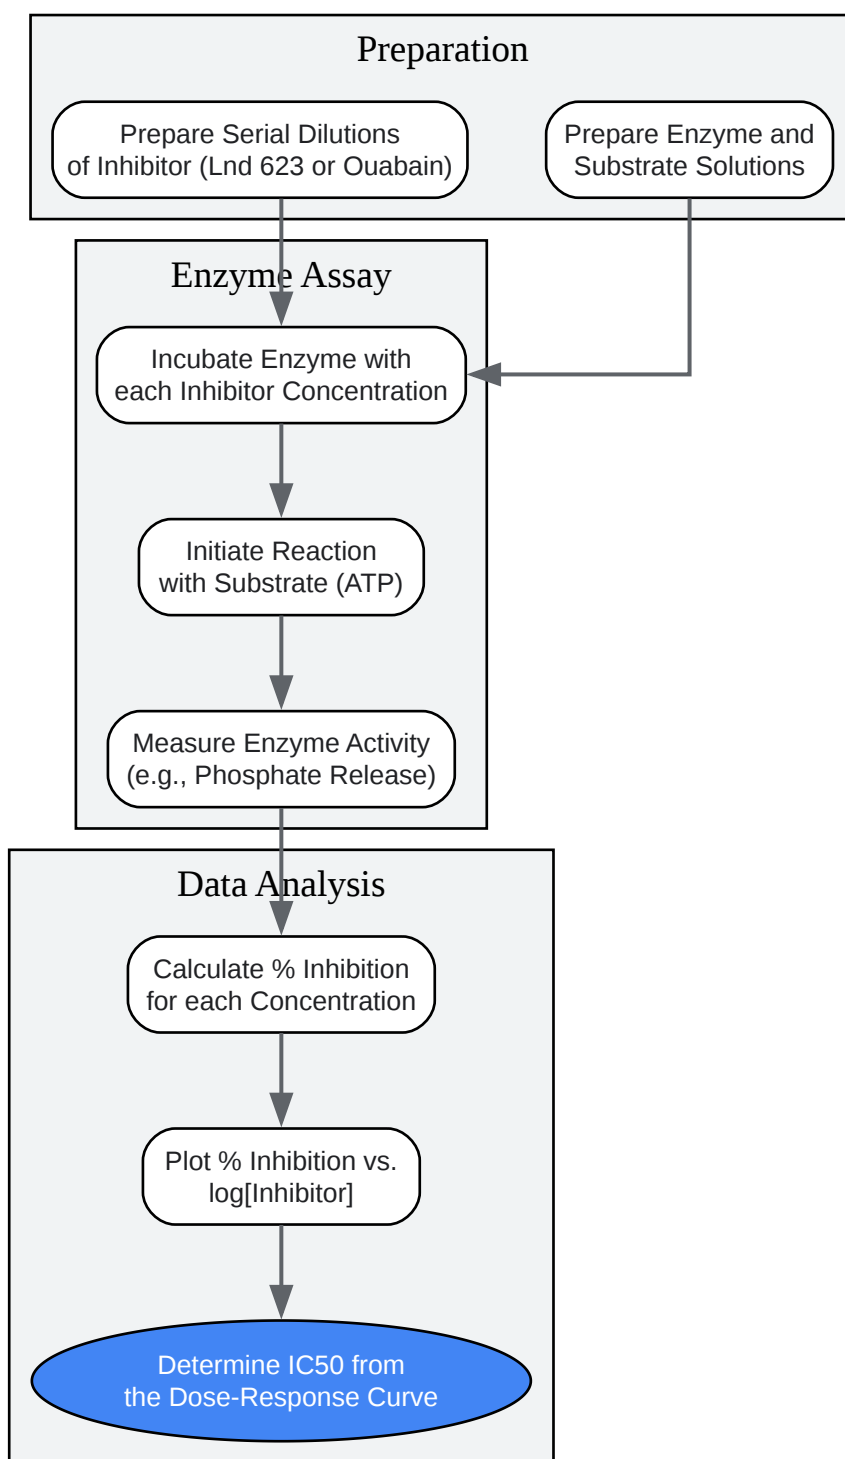 Preparation
Prepare Serial Dilutions
of Inhibitor (Lnd 623 or Ouabain)
Prepare Enzyme and
Substrate Solutions
Enzyme Assay
Incubate Enzyme with
each Inhibitor Concentration
Initiate Reaction
with Substrate (ATP)
Measure Enzyme Activity
(e.g., Phosphate Release)
Data Analysis
Calculate % Inhibition
for each Concentration
Plot % Inhibition vs.
log[Inhibitor]
Determine IC50 from
the Dose-Response Curve